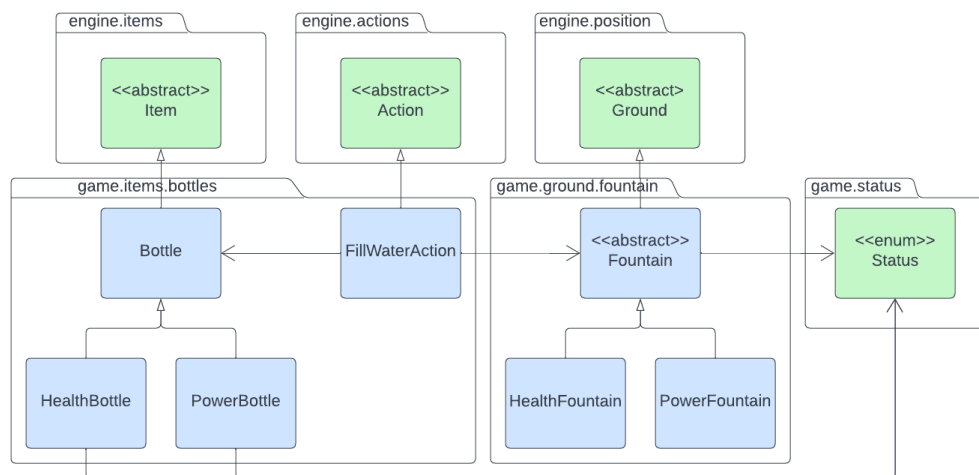 engine.items
engine.actions
engine.position
<<abstract>>
Item
<<abstract>>
Action
<<abstract>
Ground
game.items.bottles
game.ground.fountain
game.status
Bottle
FillWaterAction
<<abstract>>
Fountain
<<enum>>
Status
HealthBottle
PowerBottle
HealthFountain
PowerFountain